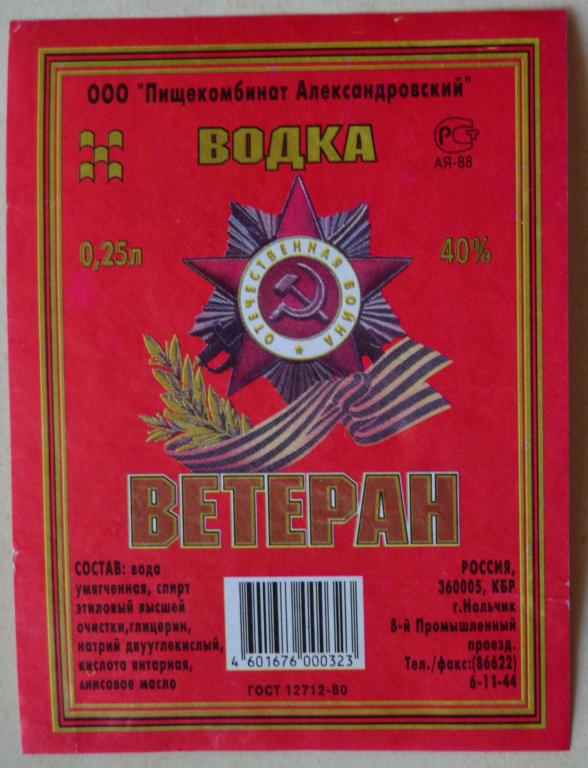 ООО "Пищекомбинат Александровский"
ВОДКА
РСТ
АЯ-88
0,25л
40%
ОТЕЧЕСТВЕННАЯ ВОЙНА
ВЕТЕРАН
СОСТАВ: вода
умягченная, спирт
этиловый высшей
очистки,глицерин,
натрий двууглекислый,
кислота янтарная,
анисовое масло
4 601676 000323
ГОСТ 12712-80
РОССИЯ,
360005, КБР
г.Нальчик
8-й Промышленный
проезд.
Тел./факс:(86622)
6-11-44